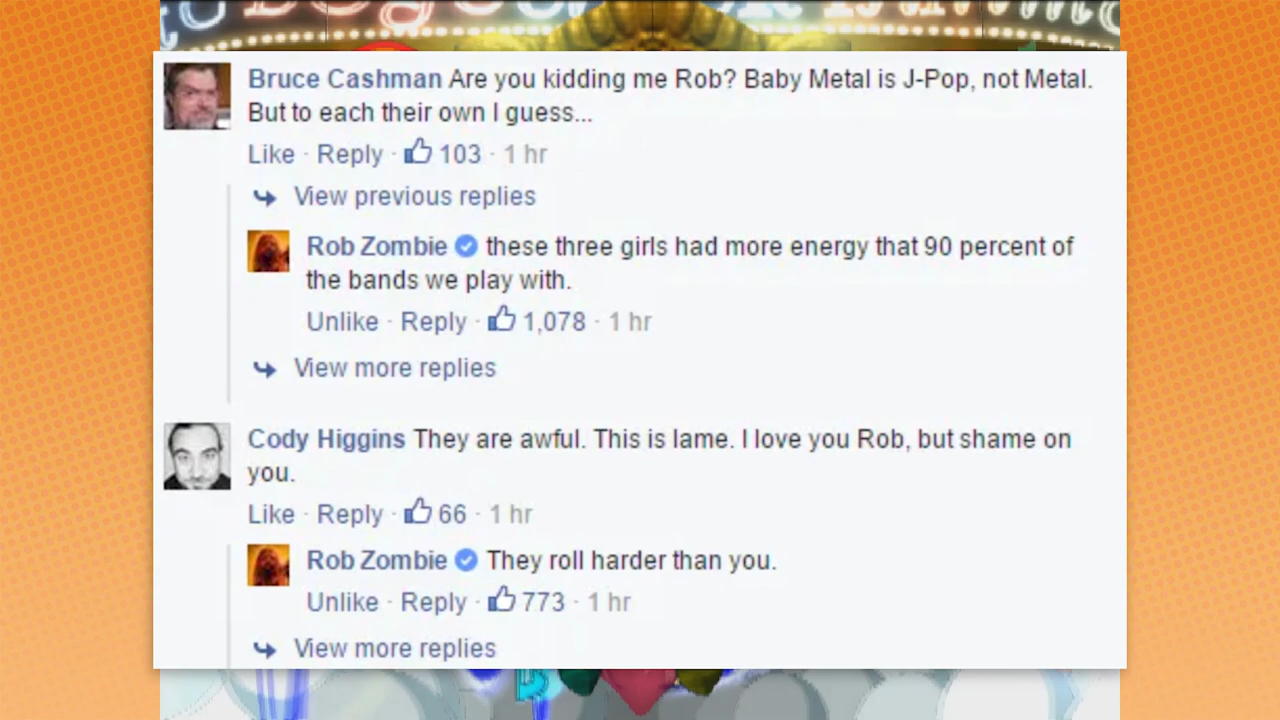 Bruce Cashman Are you kidding me Rob? Baby Metal is J-Pop, not Metal.
But to each their own I guess...
Like · Reply · 103 · 1 hr
View previous replies
Rob Zombie these three girls had more energy that 90 percent of
the bands we play with.
Unlike · Reply · 1,078 · 1 hr
View more replies
Cody Higgins They are awful. This is lame. I love you Rob, but shame on
you.
Like · Reply · 66 · 1 hr
Rob Zombie They roll harder than you.
Unlike · Reply · 773 · 1 hr
View more replies